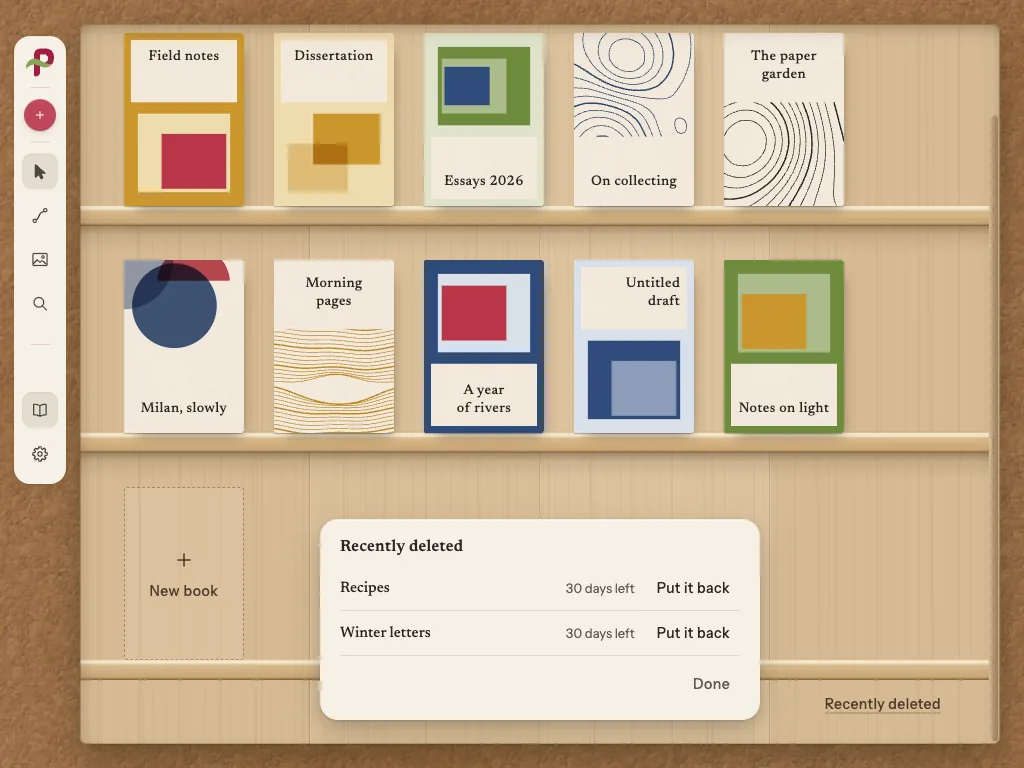 Field notes
Dissertation
Essays 2026
On collecting
The paper
garden
Milan, slowly
Morning
pages
A year
of rivers
Untitled
draft
Notes on light
+
New book
Recently deleted
Recipes
30 days left
Put it back
Winter letters
30 days left
Put it back
Done
Recently deleted